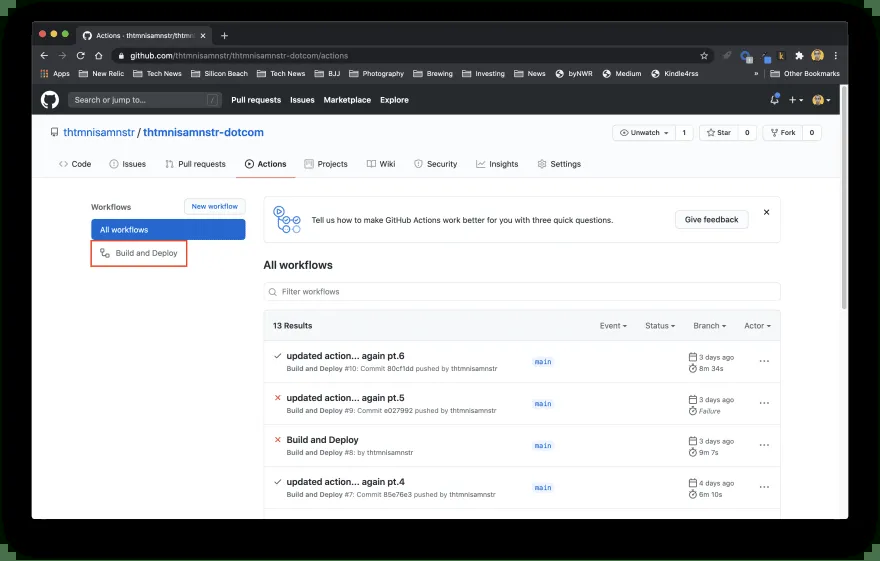 Actions · thtmnisamnstr/thtmn
github.com/thtmnisamnstr/thtmnisamnstr-dotcom/actions
Apps New Relic Tech News Silicon Beach Tech News BJJ Photography Brewing Investing News byNWR Medium Kindle4rss » Other Bookmarks
Search or jump to... / Pull requests Issues Marketplace Explore
thtmnisamnstr / thtmnisamnstr-dotcom Unwatch 1 Star 0 Fork 0
Code Issues Pull requests Actions Projects Wiki Security Insights Settings
Workflows New workflow
All workflows
Build and Deploy
Tell us how to make GitHub Actions work better for you with three quick questions. Give feedback
All workflows
Filter workflows
13 Results Event Status Branch Actor
updated action... again pt.6 main 3 days ago
Build and Deploy #10: Commit 80cf1dd pushed by thtmnisamnstr 8m 34s
updated action... again pt.5 main 3 days ago
Build and Deploy #9: Commit e027992 pushed by thtmnisamnstr Failure
Build and Deploy main 3 days ago
Build and Deploy #8: by thtmnisamnstr 9m 7s
updated action... again pt.4 main 4 days ago
Build and Deploy #7: Commit 85e76e3 pushed by thtmnisamnstr 6m 10s